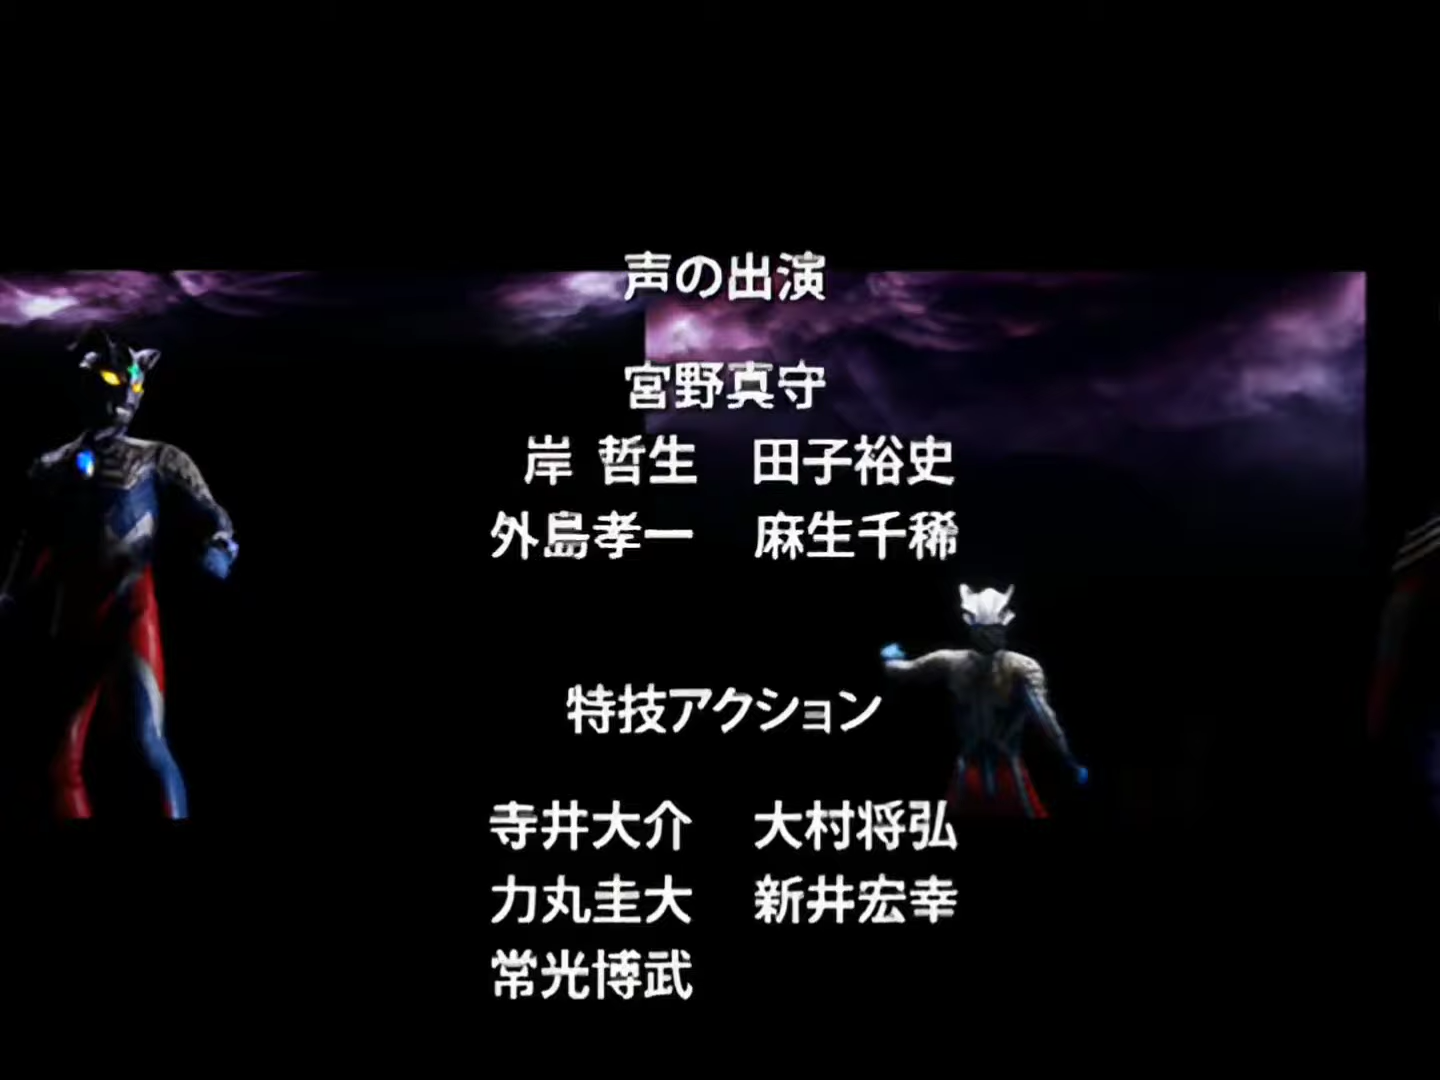 声の出演
宮野真守
岸 哲生 田子裕史
外島孝一 麻生千稀
特技アクション
寺井大介 大村将弘
力丸圭大 新井宏幸
常光博武